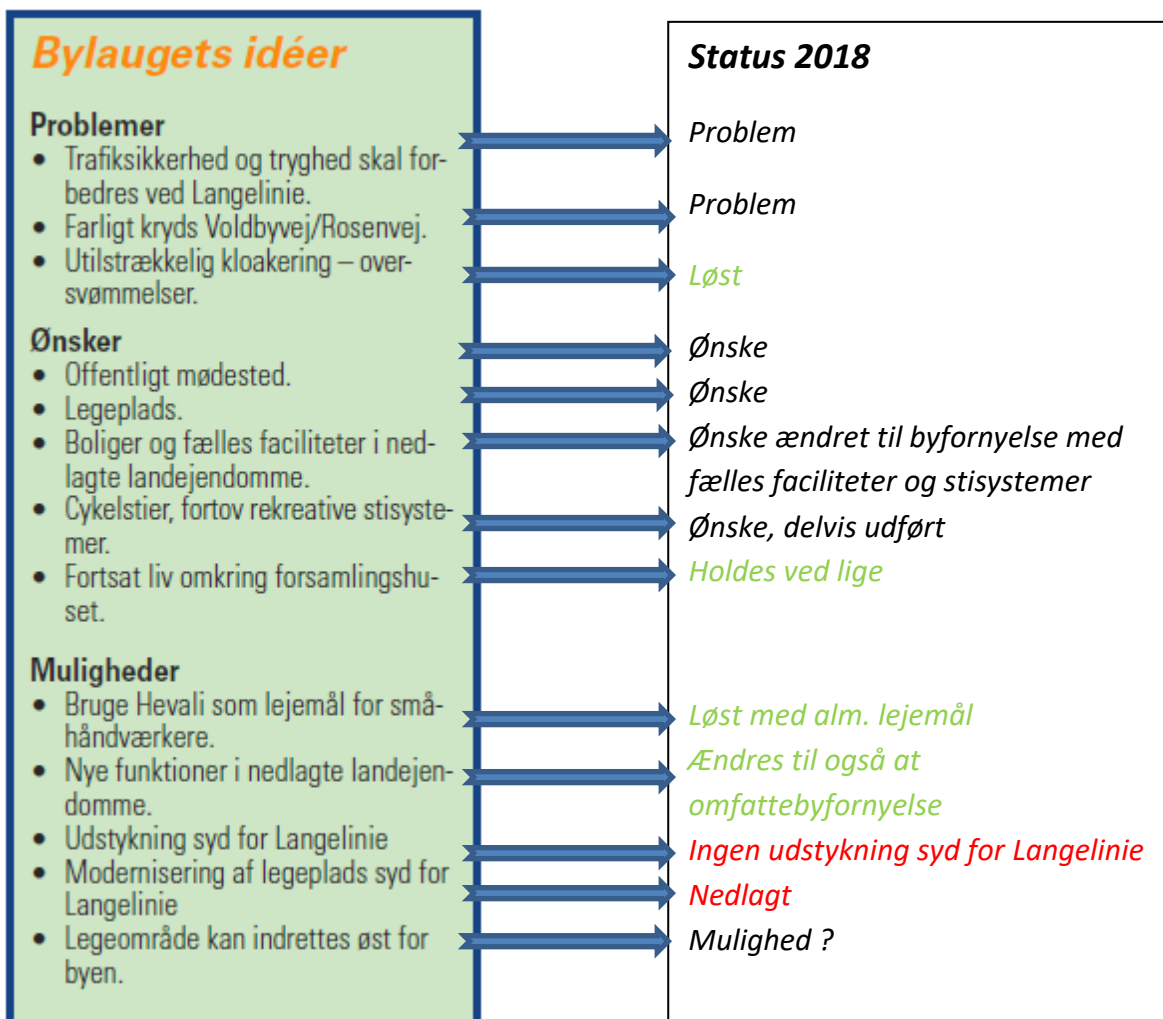 Bylaugets idéer
Problemer
• Trafiksikkerhed og tryghed skal for-
bedres ved Langelinie.
• Farligt kryds Voldbyvej/Rosenvej.
• Utilstrækkelig kloakering – over-
svømmelser.
Ønsker
• Offentligt mødested.
• Legeplads.
• Boliger og fælles faciliteter i ned-
lagte landejendomme.
• Cykelstier, fortov rekreative stisyste-
mer.
• Fortsat liv omkring forsamlingshu-
set.
Muligheder
• Bruge Hevali som lejemål for små-
håndværkere.
• Nye funktioner i nedlagte landejen-
domme.
• Udstykning syd for Langelinie
• Modernisering af legeplads syd for
Langelinie
• Legeområde kan indrettes øst for
byen.
Status 2018
Problem
Problem
Løst
Ønske
Ønske
Ønske ændret til byfornyelse med
fælles faciliteter og stisystemer
Ønske, delvis udført
Holdes ved lige
Løst med alm. lejemål
Ændres til også at
omfattebyfornyelse
Ingen udstykning syd for Langelinie
Nedlagt
Mulighed ?